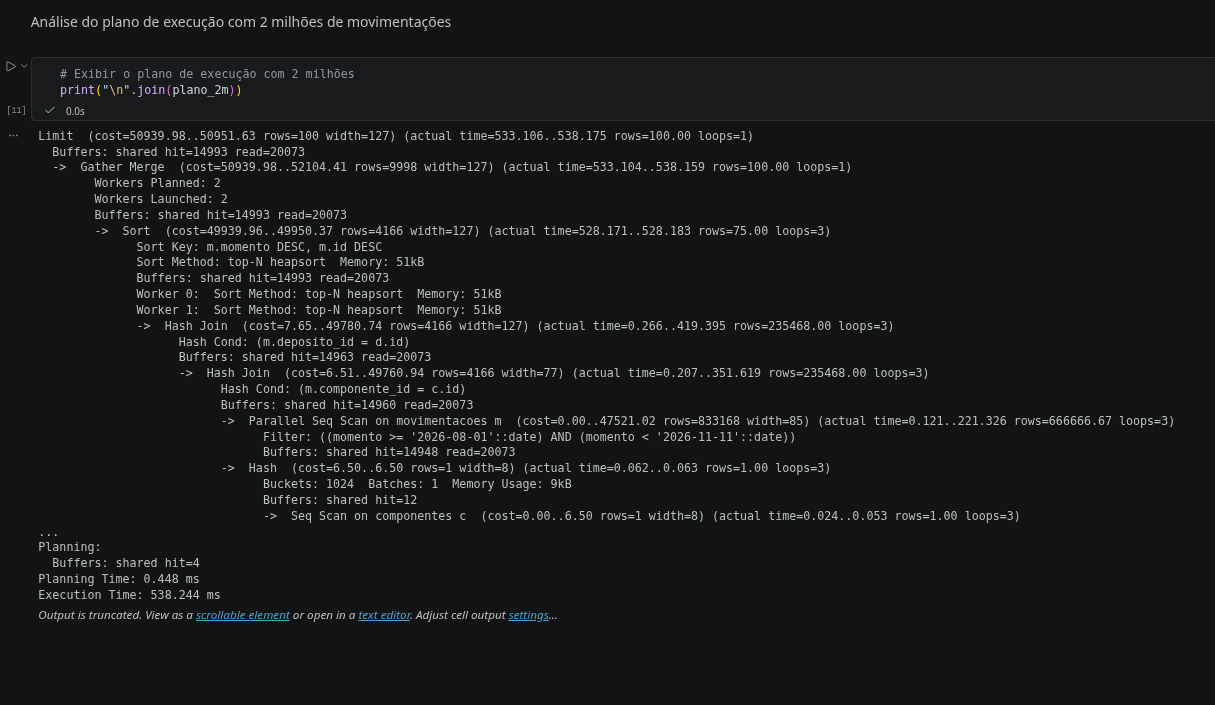 Análise do plano de execução com 2 milhões de movimentações
# Exibir o plano de execução com 2 milhões
print("\n".join(plano_2m))
[11] 0.0s
... Limit  (cost=50939.98..50951.63 rows=100 width=127) (actual time=533.106..538.175 rows=100.00 loops=1)
  Buffers: shared hit=14993 read=20073
  ->  Gather Merge  (cost=50939.98..52104.41 rows=9998 width=127) (actual time=533.104..538.159 rows=100.00 loops=1)
        Workers Planned: 2
        Workers Launched: 2
        Buffers: shared hit=14993 read=20073
        ->  Sort  (cost=49939.96..49950.37 rows=4166 width=127) (actual time=528.171..528.183 rows=75.00 loops=3)
              Sort Key: m.momento DESC, m.id DESC
              Sort Method: top-N heapsort  Memory: 51kB
              Buffers: shared hit=14993 read=20073
              Worker 0:  Sort Method: top-N heapsort  Memory: 51kB
              Worker 1:  Sort Method: top-N heapsort  Memory: 51kB
              ->  Hash Join  (cost=7.65..49780.74 rows=4166 width=127) (actual time=0.266..419.395 rows=235468.00 loops=3)
                    Hash Cond: (m.deposito_id = d.id)
                    Buffers: shared hit=14963 read=20073
                    ->  Hash Join  (cost=6.51..49760.94 rows=4166 width=77) (actual time=0.207..351.619 rows=235468.00 loops=3)
                          Hash Cond: (m.componente_id = c.id)
                          Buffers: shared hit=14960 read=20073
                          ->  Parallel Seq Scan on movimentacoes m  (cost=0.00..47521.02 rows=833168 width=85) (actual time=0.121..221.326 rows=666666.67 loops=3)
                                Filter: ((momento >= '2026-08-01'::date) AND (momento < '2026-11-11'::date))
                                Buffers: shared hit=14948 read=20073
                          ->  Hash  (cost=6.50..6.50 rows=1 width=8) (actual time=0.062..0.063 rows=1.00 loops=3)
                                Buckets: 1024  Batches: 1  Memory Usage: 9kB
                                Buffers: shared hit=12
                                ->  Seq Scan on componentes c  (cost=0.00..6.50 rows=1 width=8) (actual time=0.024..0.053 rows=1.00 loops=3)
...
Planning:
  Buffers: shared hit=4
Planning Time: 0.448 ms
Execution Time: 538.244 ms
Output is truncated. View as a scrollable element or open in a text editor. Adjust cell output settings...